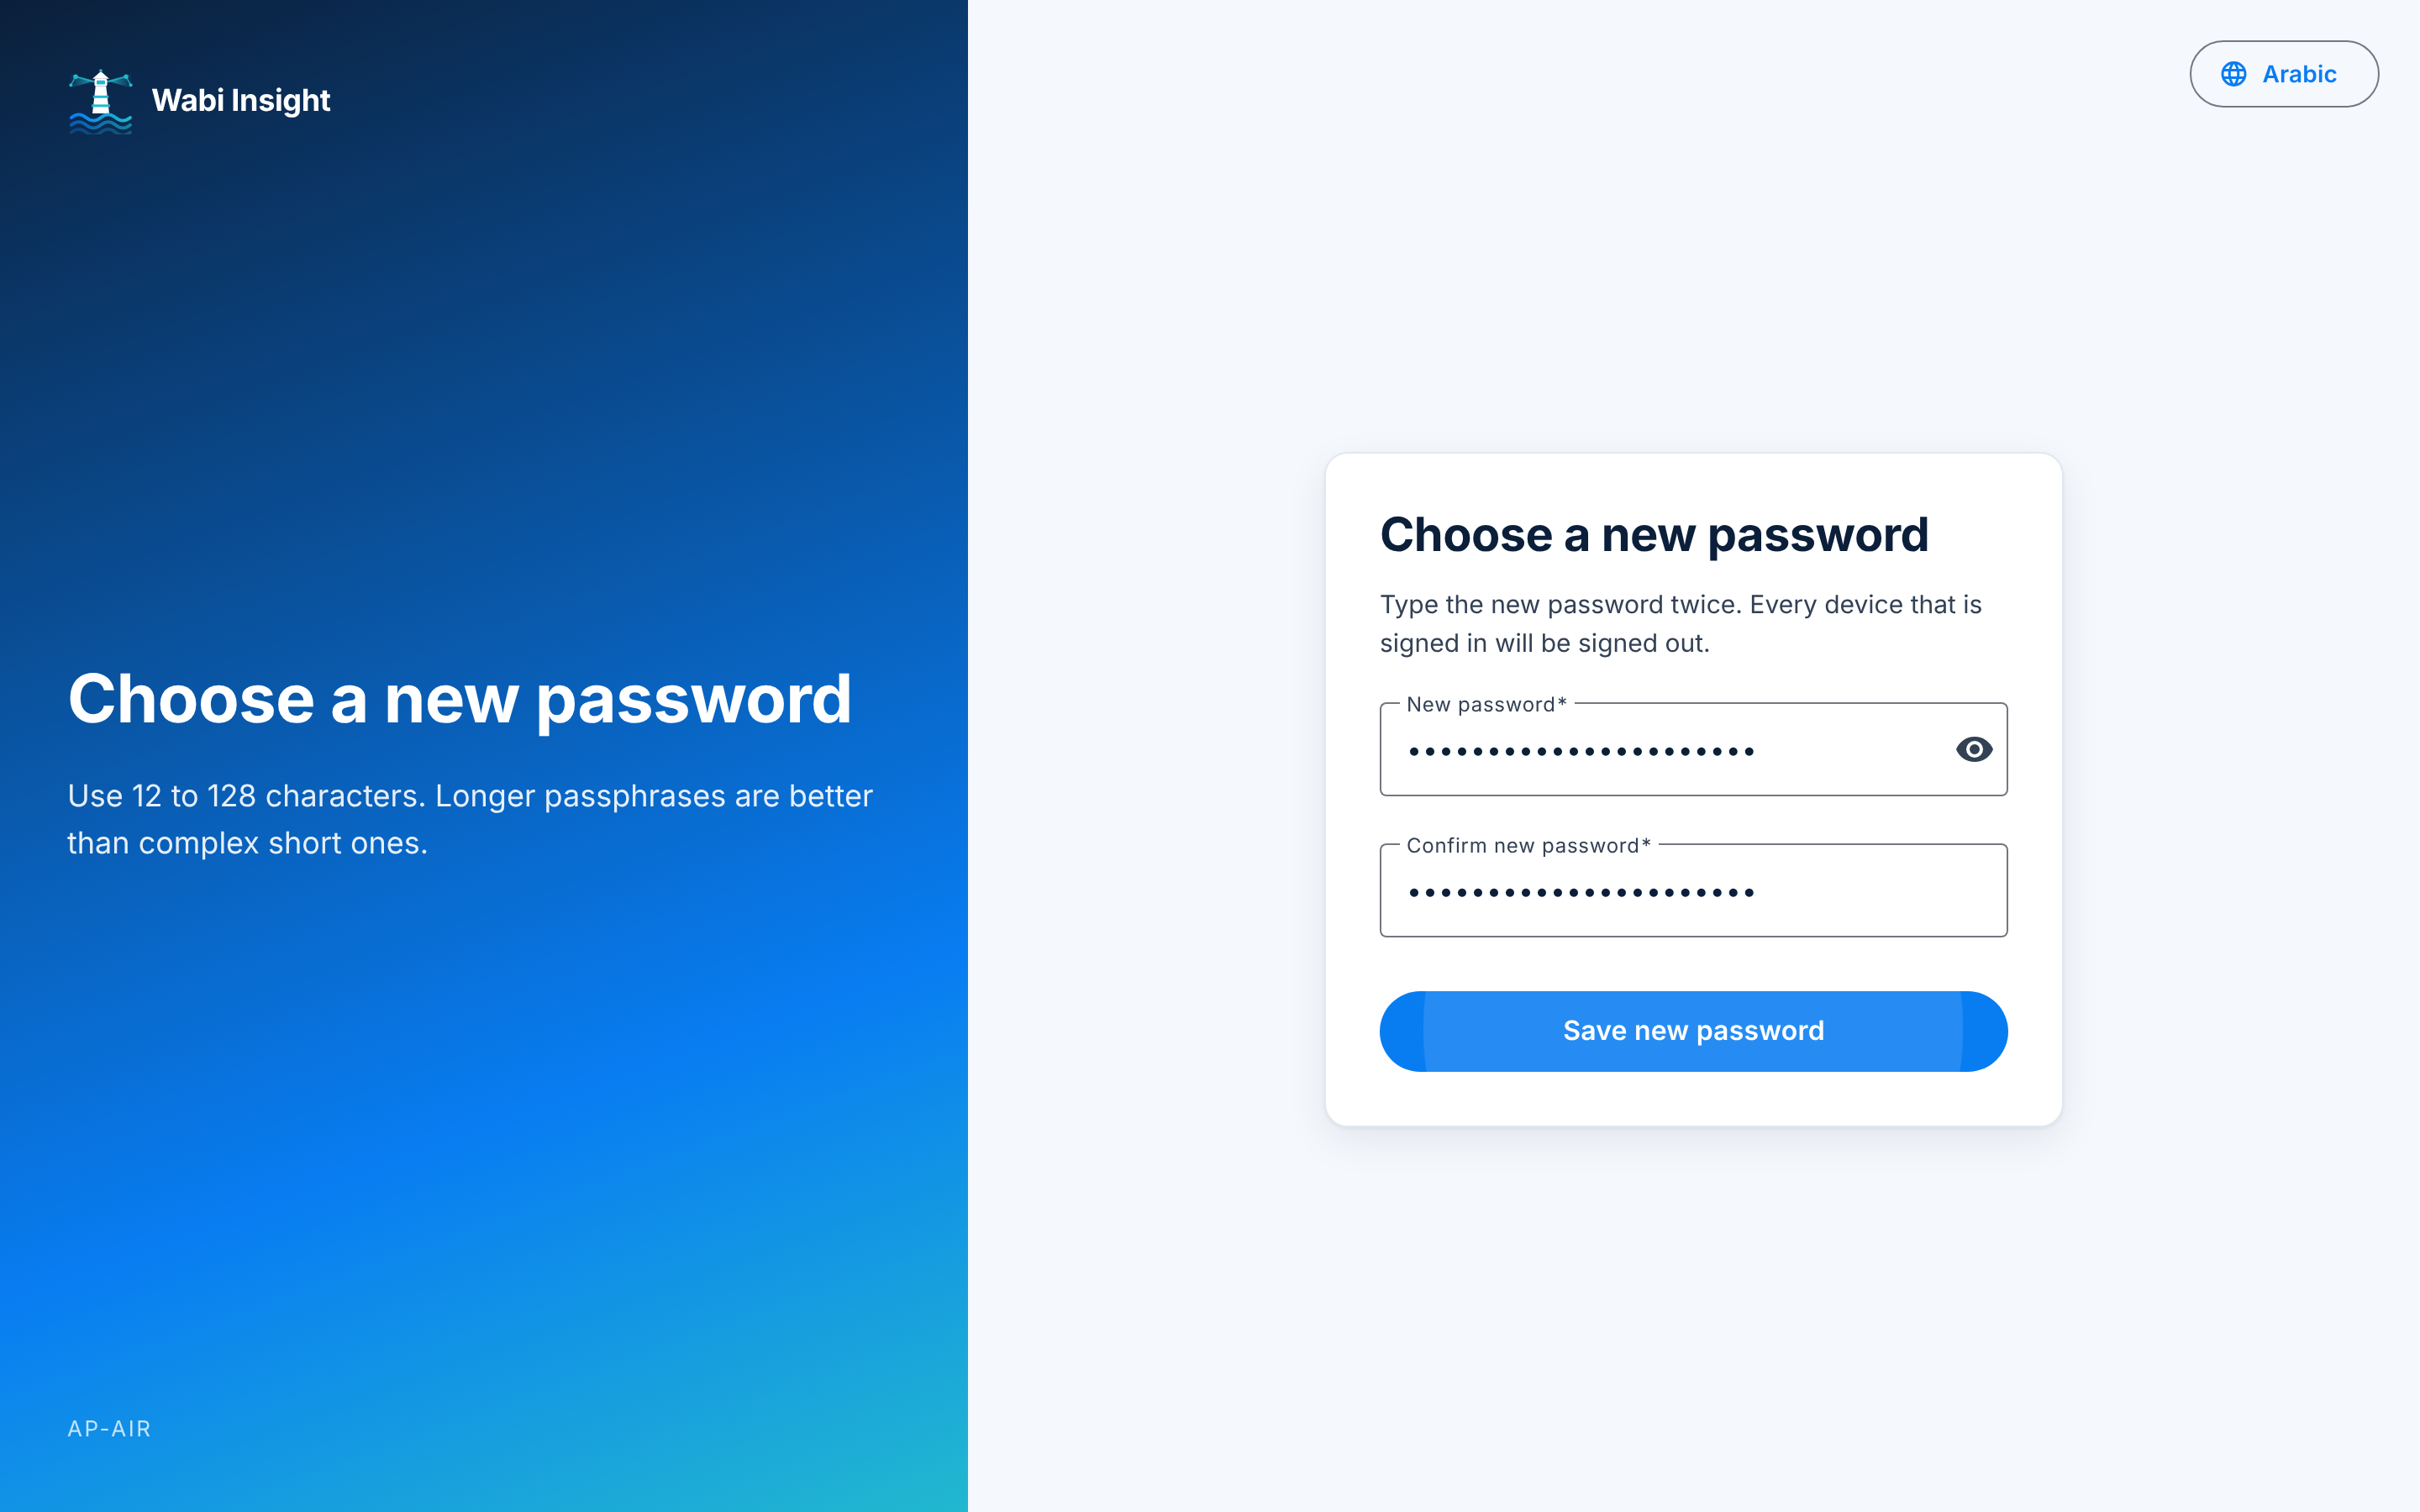 Wabi Insight
Choose a new password
Use 12 to 128 characters. Longer passphrases are better
than complex short ones.
AP-AIR
Arabic
Choose a new password
Type the new password twice. Every device that is
signed in will be signed out.
New password*
••••••••••••••••••••••
Confirm new password*
••••••••••••••••••••••
Save new password